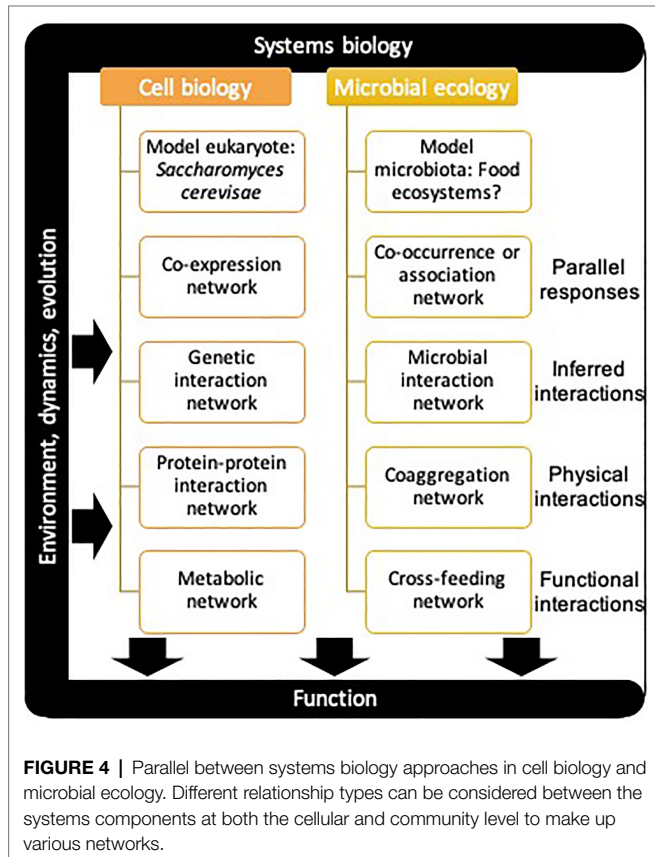 Systems biology
Cell biology
Microbial ecology
Environment, dynamics, evolution
Model eukaryote:
Saccharomyces
cerevisae
Model
microbiota: Food
ecosystems?
Co-expression
network
Co-occurrence or
association
network
Parallel
responses
Genetic
interaction
network
Microbial
interaction
network
Inferred
interactions
Protein-protein
interaction
network
Coaggregation
network
Physical
interactions
Metabolic
network
Cross-feeding
network
Functional
interactions
Function
FIGURE 4 | Parallel between systems biology approaches in cell biology and
microbial ecology. Different relationship types can be considered between the
systems components at both the cellular and community level to make up
various networks.